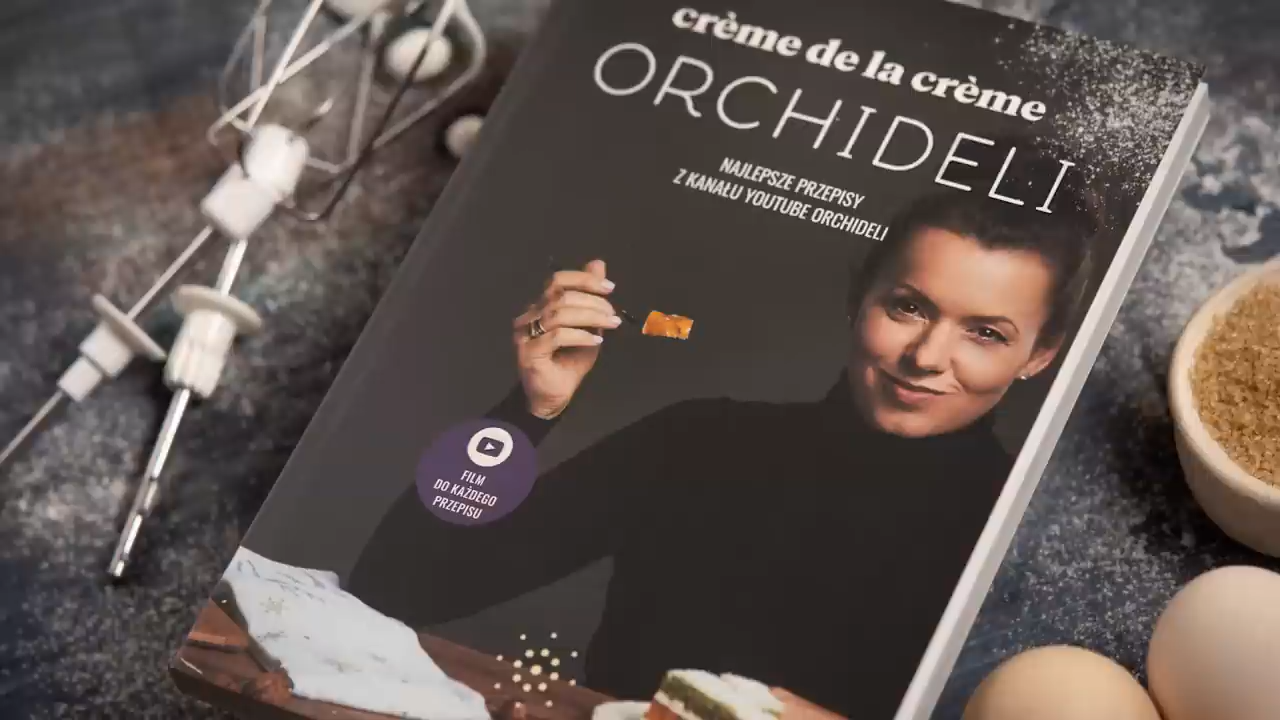 crème de la crème
ORCHIDELI
NAJLEPSZE PRZEPISY
Z KANAŁU YOUTUBE ORCHIDELI
FILM
DO KAŻDEGO
PRZEPISU